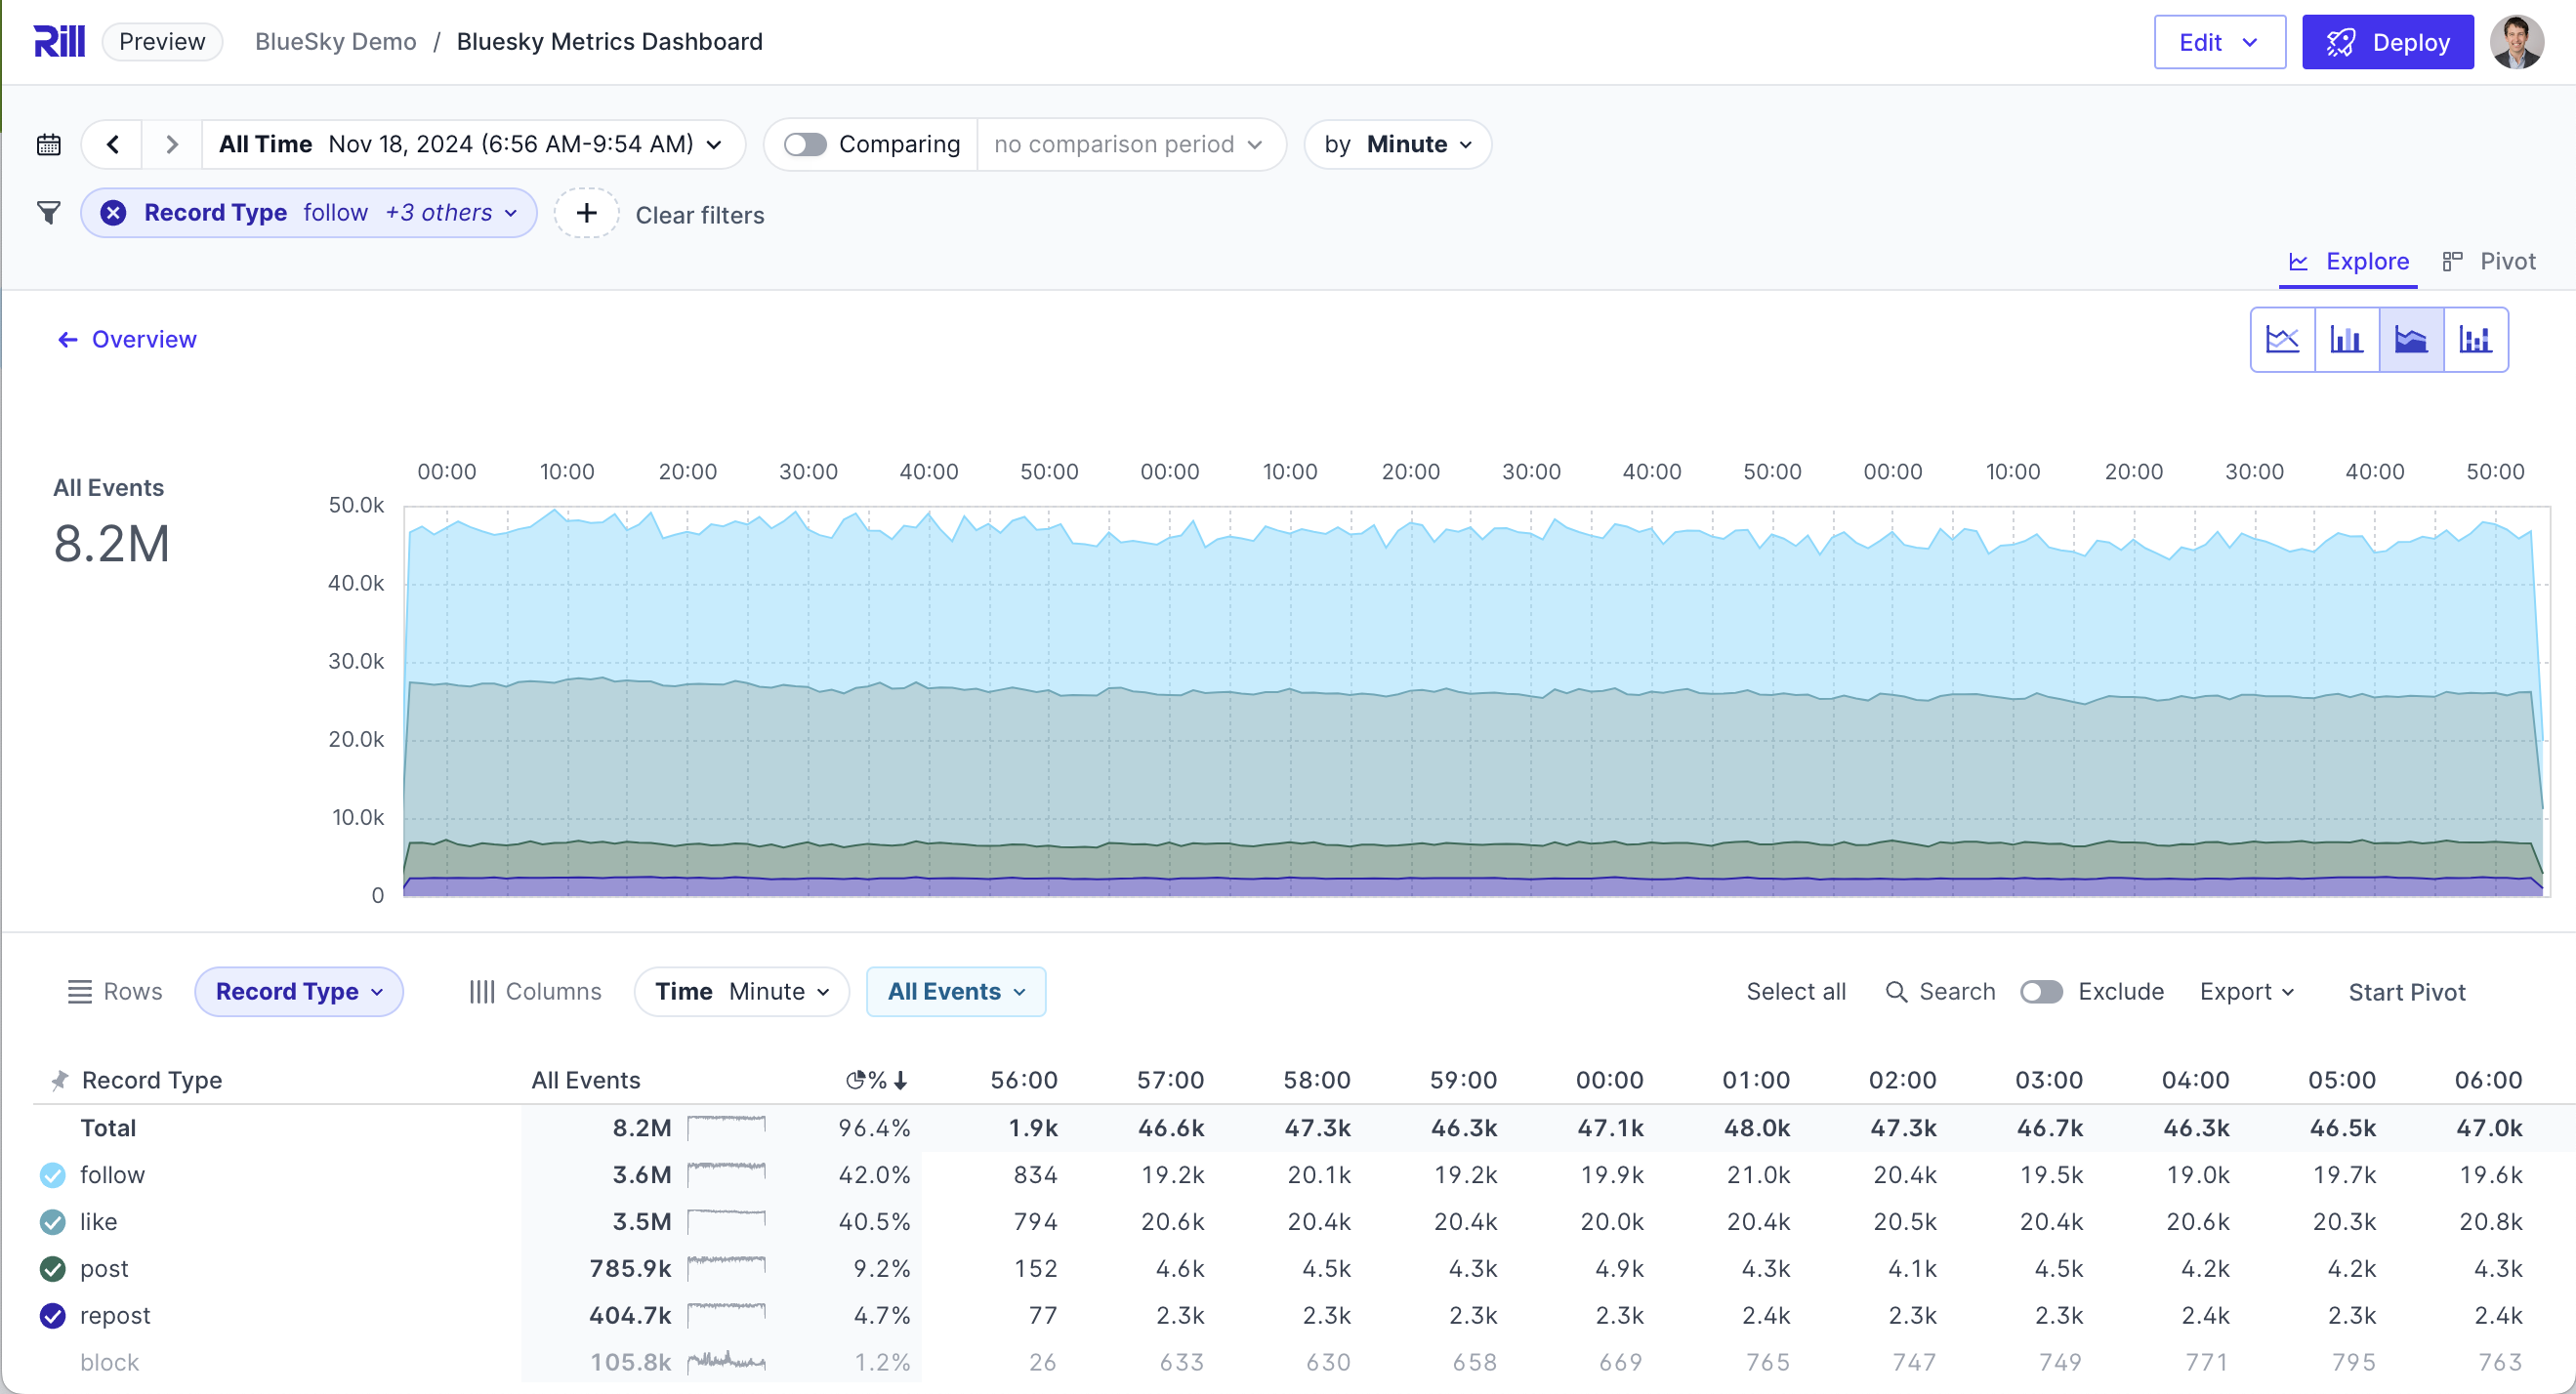 Rill Preview BlueSky Demo / Bluesky Metrics Dashboard Edit Deploy
All Time Nov 18, 2024 (6:56 AM-9:54 AM) Comparing no comparison period by Minute
Record Type follow +3 others + Clear filters
Explore Pivot
Overview
All Events
8.2M
00:00 10:00 20:00 30:00 40:00 50:00 00:00 10:00 20:00 30:00 40:00 50:00 00:00 10:00 20:00 30:00 40:00 50:00
50.0k
40.0k
30.0k
20.0k
10.0k
0
Rows Record Type Columns Time Minute All Events Select all Search Exclude Export Start Pivot
Record Type All Events % 56:00 57:00 58:00 59:00 00:00 01:00 02:00 03:00 04:00 05:00 06:00
Total 8.2M 96.4% 1.9k 46.6k 47.3k 46.3k 47.1k 48.0k 47.3k 46.7k 46.3k 46.5k 47.0k
follow 3.6M 42.0% 834 19.2k 20.1k 19.2k 19.9k 21.0k 20.4k 19.5k 19.0k 19.7k 19.6k
like 3.5M 40.5% 794 20.6k 20.4k 20.4k 20.0k 20.4k 20.5k 20.4k 20.6k 20.3k 20.8k
post 785.9k 9.2% 152 4.6k 4.5k 4.3k 4.9k 4.3k 4.1k 4.5k 4.2k 4.2k 4.3k
repost 404.7k 4.7% 77 2.3k 2.3k 2.3k 2.3k 2.4k 2.3k 2.3k 2.4k 2.3k 2.4k
block 105.8k 1.2% 26 633 630 658 669 765 747 749 771 795 763